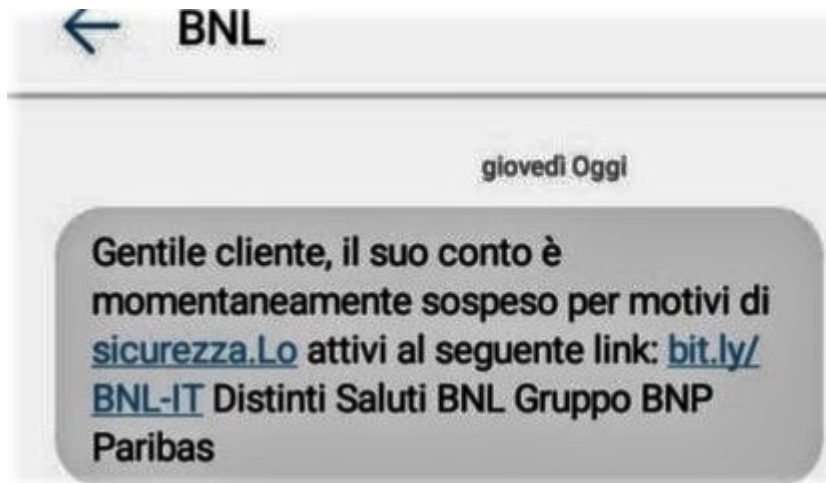 BNL
giovedì Oggi
Gentile cliente, il suo conto è
momentaneamente sospeso per motivi di
sicurezza.Lo attivi al seguente link: bit.ly/
BNL-IT Distinti Saluti BNL Gruppo BNP
Paribas